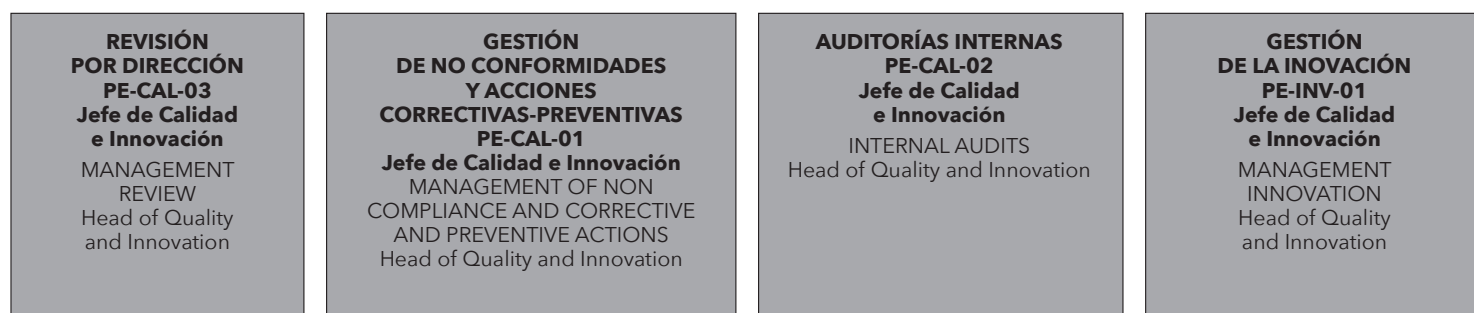 REVISIÓN
POR DIRECCIÓN
PE-CAL-03
Jefe de Calidad
e Innovación
MANAGEMENT
REVIEW
Head of Quality
and Innovation
GESTIÓN
DE NO CONFORMIDADES
Y ACCIONES
CORRECTIVAS-PREVENTIVAS
PE-CAL-01
Jefe de Calidad e Innovación
MANAGEMENT OF NON
COMPLIANCE AND CORRECTIVE
AND PREVENTIVE ACTIONS
Head of Quality and Innovation
AUDITORÍAS INTERNAS
PE-CAL-02
Jefe de Calidad
e Innovación
INTERNAL AUDITS
Head of Quality and Innovation
GESTIÓN
DE LA INOVACIÓN
PE-INV-01
Jefe de Calidad
e Innovación
MANAGEMENT
INNOVATION
Head of Quality
and Innovation